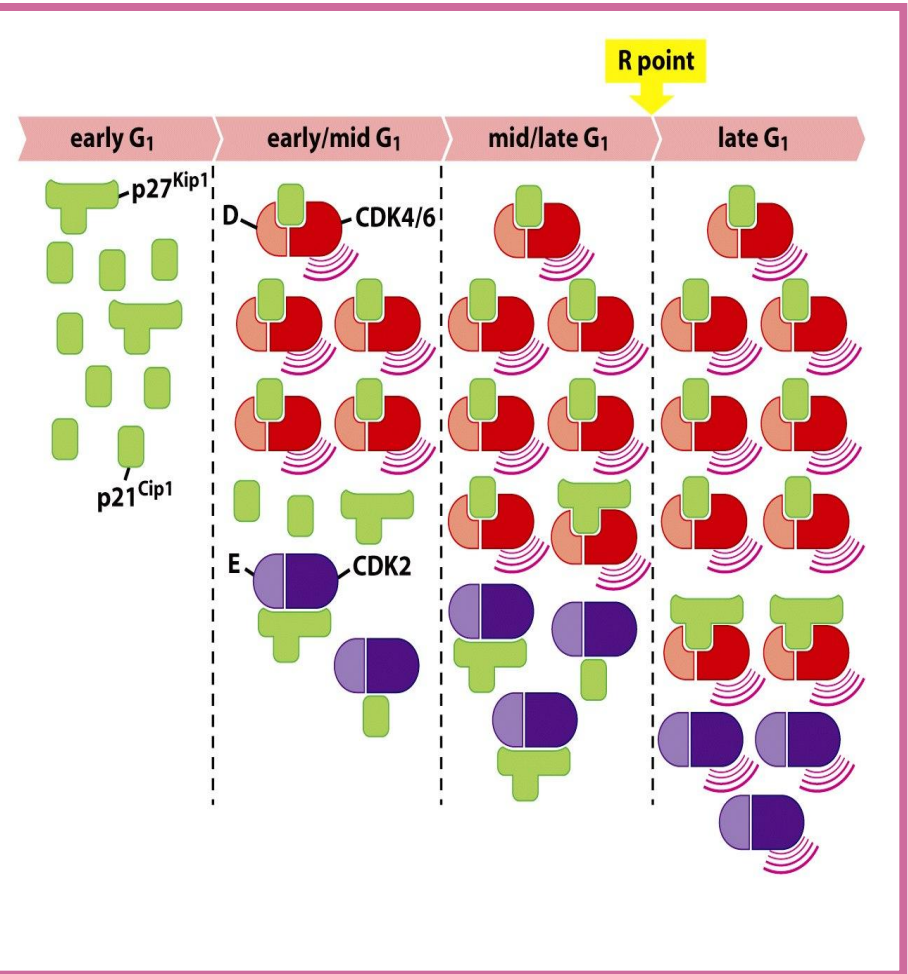 R point
early G₁
early/mid G₁
mid/late G₁
late G₁
p27ᴷⁱᵖ¹
D
CDK4/6
p21ᶜⁱᵖ¹
E
CDK2